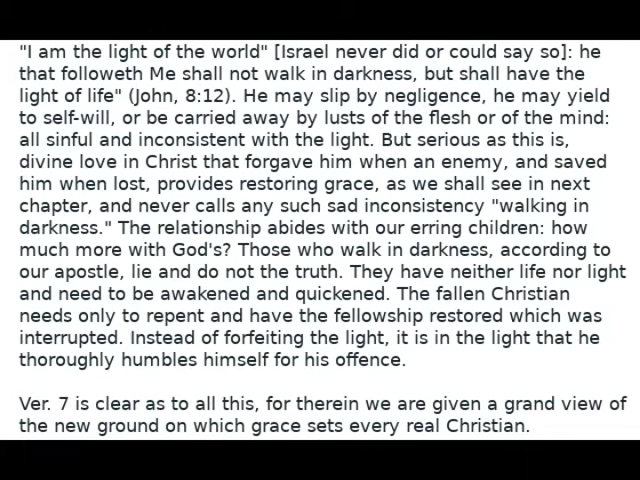 "I am the light of the world" [Israel never did or could say so]: he
that followeth Me shall not walk in darkness, but shall have the
light of life" (John, 8:12). He may slip by negligence, he may yield
to self-will, or be carried away by lusts of the flesh or of the mind:
all sinful and inconsistent with the light. But serious as this is,
divine love in Christ that forgave him when an enemy, and saved
him when lost, provides restoring grace, as we shall see in next
chapter, and never calls any such sad inconsistency "walking in
darkness." The relationship abides with our erring children: how
much more with God's? Those who walk in darkness, according to
our apostle, lie and do not the truth. They have neither life nor light
and need to be awakened and quickened. The fallen Christian
needs only to repent and have the fellowship restored which was
interrupted. Instead of forfeiting the light, it is in the light that he
thoroughly humbles himself for his offence.

Ver. 7 is clear as to all this, for therein we are given a grand view of
the new ground on which grace sets every real Christian.